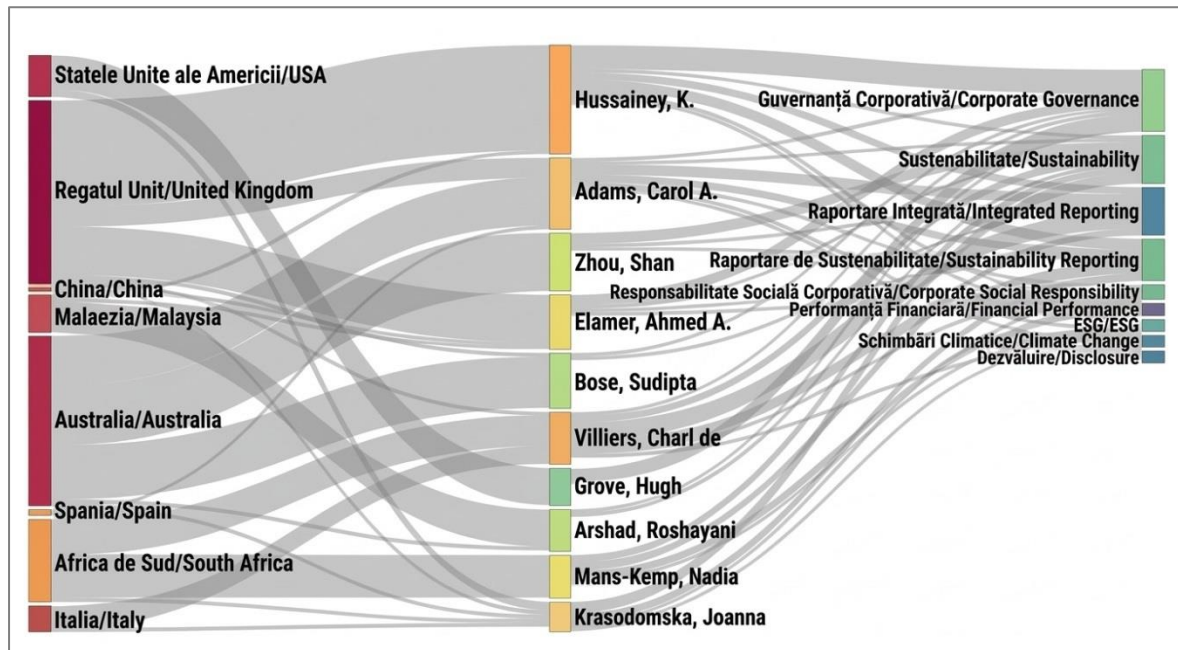 Statele Unite ale Americii/USA
Regatul Unit/United Kingdom
China/China
Malaezia/Malaysia
Australia/Australia
Spania/Spain
Africa de Sud/South Africa
Italia/Italy
Hussainey, K.
Adams, Carol A.
Zhou, Shan
Elamer, Ahmed A.
Bose, Sudipta
Villiers, Charl de
Grove, Hugh
Arshad, Roshayani
Mans-Kemp, Nadia
Krasodomska, Joanna
Guvernanță Corporativă/Corporate Governance
Sustenabilitate/Sustainability
Raportare Integrată/Integrated Reporting
Raportare de Sustenabilitate/Sustainability Reporting
Responsabilitate Socială Corporativă/Corporate Social Responsibility
Performanță Financiară/Financial Performance
ESG/ESG
Schimbări Climatice/Climate Change
Dezvăluire/Disclosure